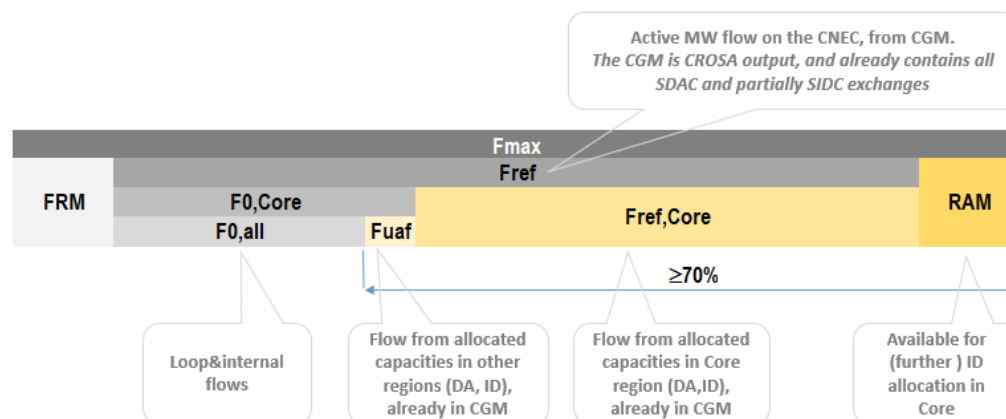 Active MW flow on the CNEC, from CGM.
The CGM is CROSA output, and already contains all
SDAC and partially SIDC exchanges
Fmax
Fref
FRM
F0,Core
Fref,Core
RAM
F0,all
Fuaf
≥70%
Loop&internal
flows
Flow from allocated
capacities in other
regions (DA, ID),
already in CGM
Flow from allocated
capacities in Core
region (DA,ID),
already in CGM
Available for
(further ) ID
allocation in
Core